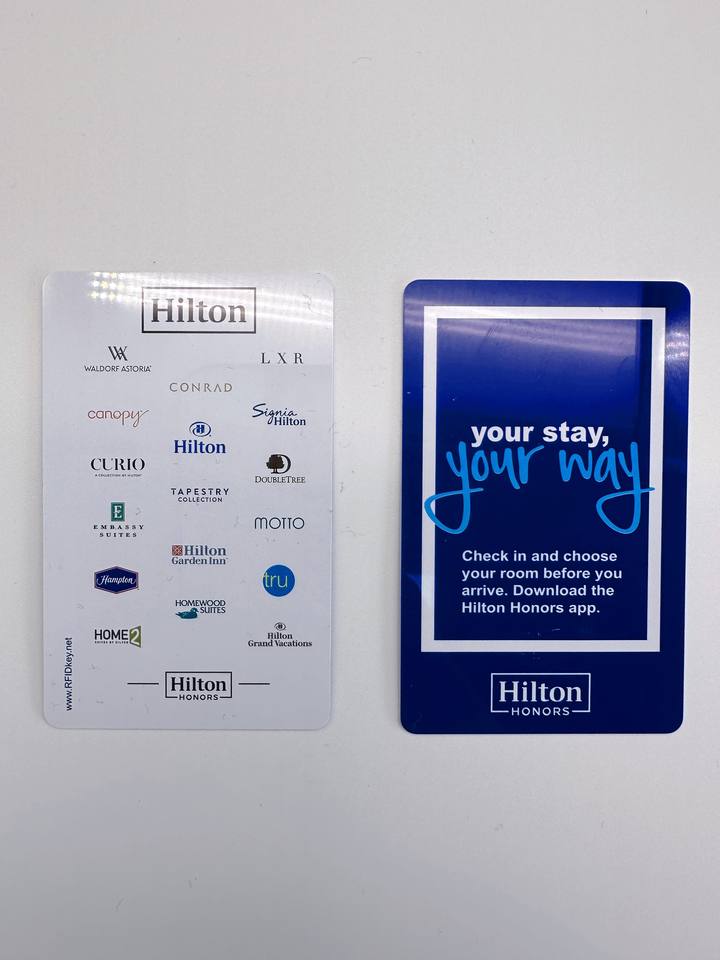 Hilton
WALDORF ASTORIA
LXR
CONRAD
canopy
Signia
Hilton
Hilton
CURIO
A COLLECTION BY HILTON
DOUBLETREE
TAPESTRY
COLLECTION
E
EMBASSY
SUITES
MOTTO
Hilton
Garden Inn
Hampton
tru
HOMEWOOD
SUITES
HOME2
SUITES BY HILTON
Hilton
Grand Vacations
www.RFIDkey.net
Hilton
HONORS
your stay,
your way
Check in and choose
your room before you
arrive. Download the
Hilton Honors app.
Hilton
HONORS